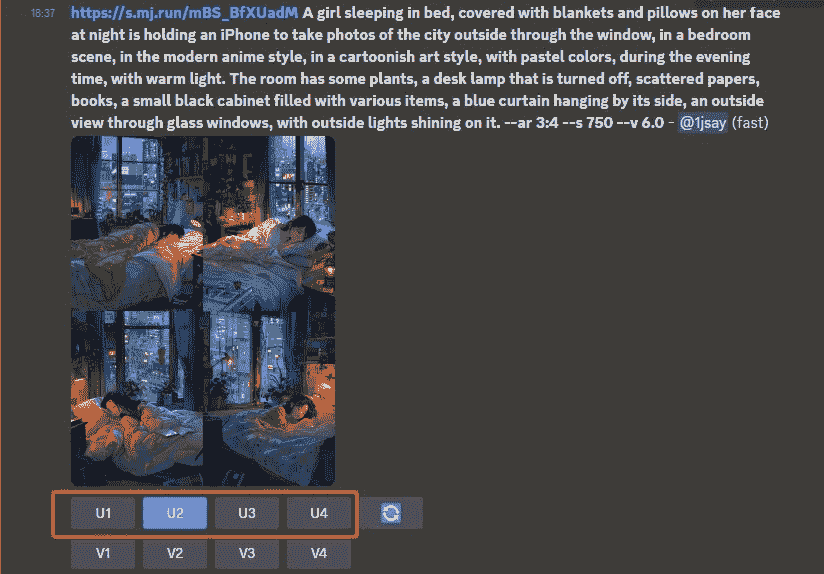 18:37 https://s.mj.run/mBS_BfXUadM A girl sleeping in bed, covered with blankets and pillows on her face
at night is holding an iPhone to take photos of the city outside through the window, in a bedroom
scene, in the modern anime style, in a cartoonish art style, with pastel colors, during the evening
time, with warm light. The room has some plants, a desk lamp that is turned off, scattered papers,
books, a small black cabinet filled with various items, a blue curtain hanging by its side, an outside
view through glass windows, with outside lights shining on it. --ar 3:4 --s 750 --v 6.0 - @1jsay (fast)
U1 U2 U3 U4
V1 V2 V3 V4